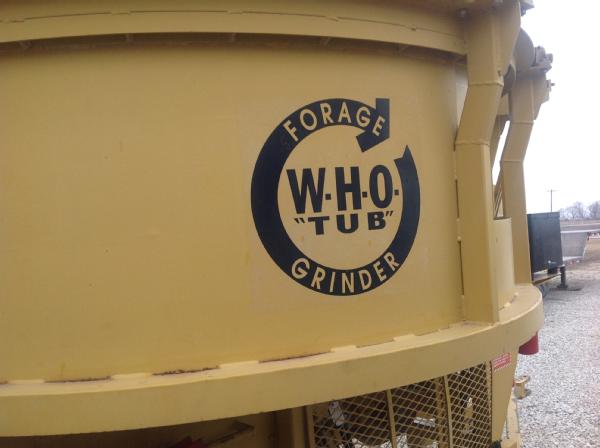 FORAGE
W·H·O·
"TUB"
GRINDER